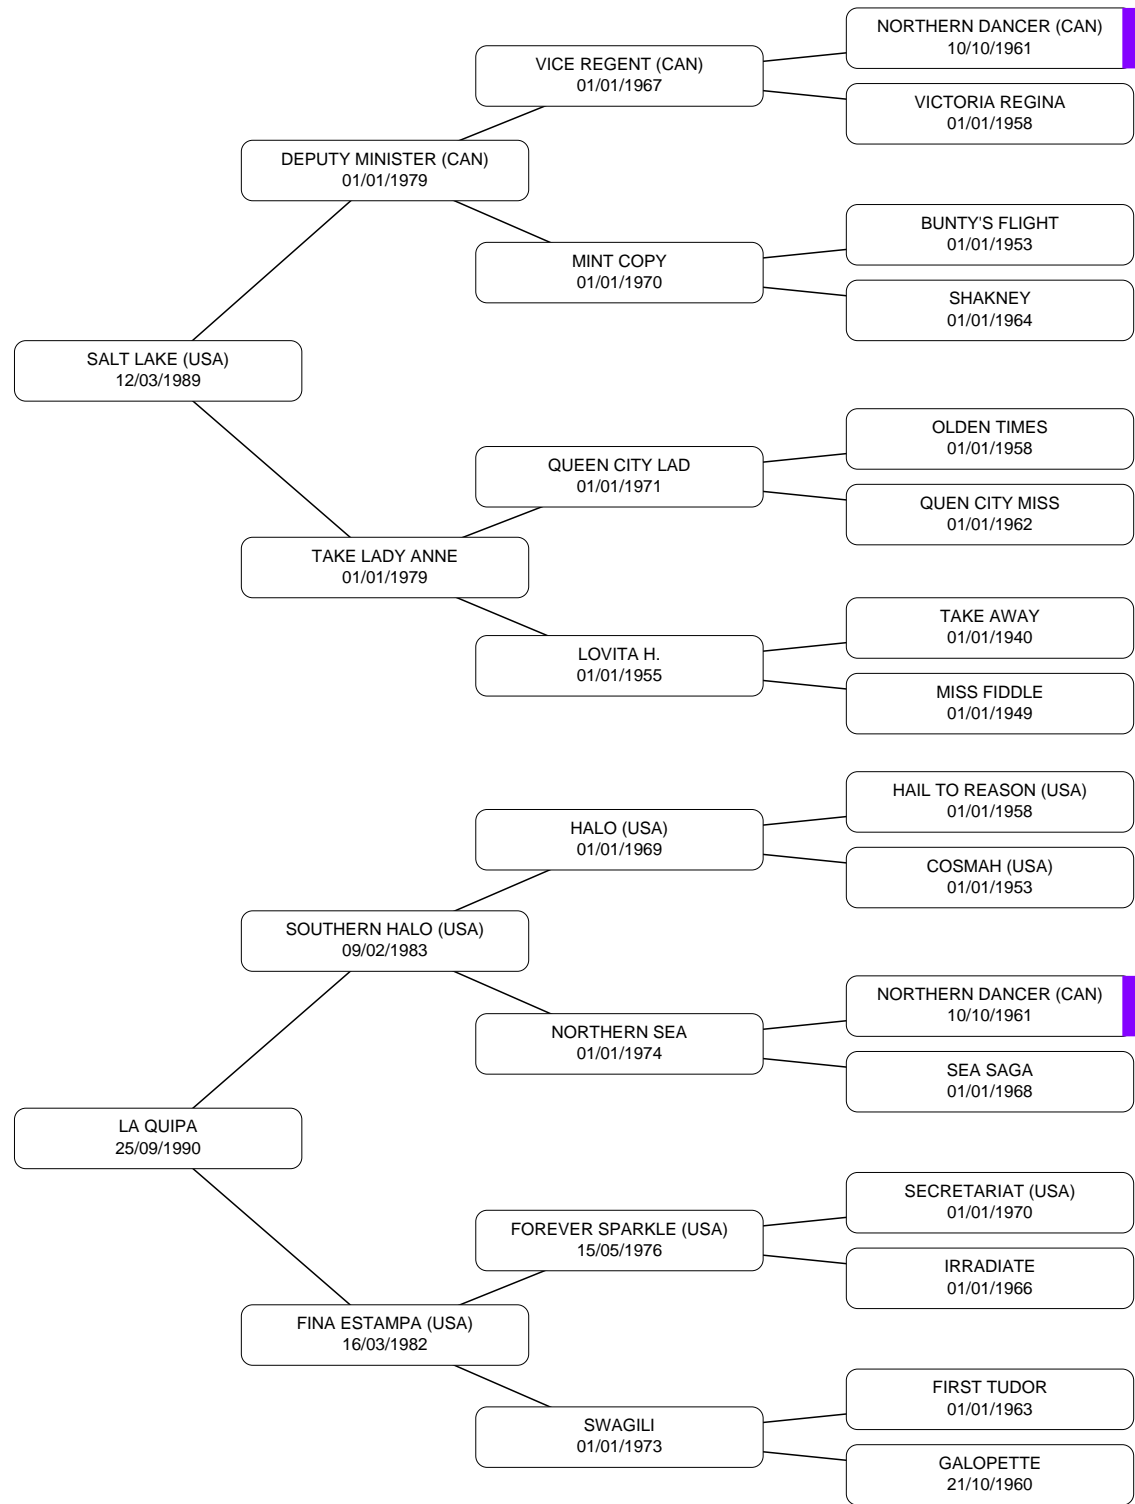 NORTHERN DANCER (CAN)
10/10/1961
VICE REGENT (CAN)
01/01/1967
VICTORIA REGINA
01/01/1958
DEPUTY MINISTER (CAN)
01/01/1979
BUNTY'S FLIGHT
01/01/1953
MINT COPY
01/01/1970
SHAKNEY
01/01/1964
SALT LAKE (USA)
12/03/1989
OLDEN TIMES
01/01/1958
QUEEN CITY LAD
01/01/1971
QUEN CITY MISS
01/01/1962
TAKE LADY ANNE
01/01/1979
TAKE AWAY
01/01/1940
LOVITA H.
01/01/1955
MISS FIDDLE
01/01/1949
HAIL TO REASON (USA)
01/01/1958
HALO (USA)
01/01/1969
COSMAH (USA)
01/01/1953
SOUTHERN HALO (USA)
09/02/1983
NORTHERN DANCER (CAN)
10/10/1961
NORTHERN SEA
01/01/1974
SEA SAGA
01/01/1968
LA QUIPA
25/09/1990
SECRETARIAT (USA)
01/01/1970
FOREVER SPARKLE (USA)
15/05/1976
IRRADIATE
01/01/1966
FINA ESTAMPA (USA)
16/03/1982
FIRST TUDOR
01/01/1963
SWAGILI
01/01/1973
GALOPETTE
21/10/1960